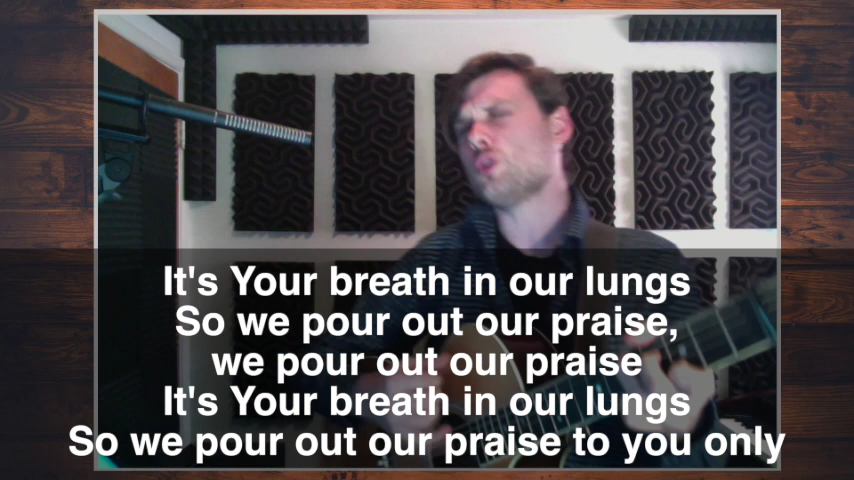 It's Your breath in our lungs
So we pour out our praise,
we pour out our praise
It's Your breath in our lungs
So we pour out our praise to you only